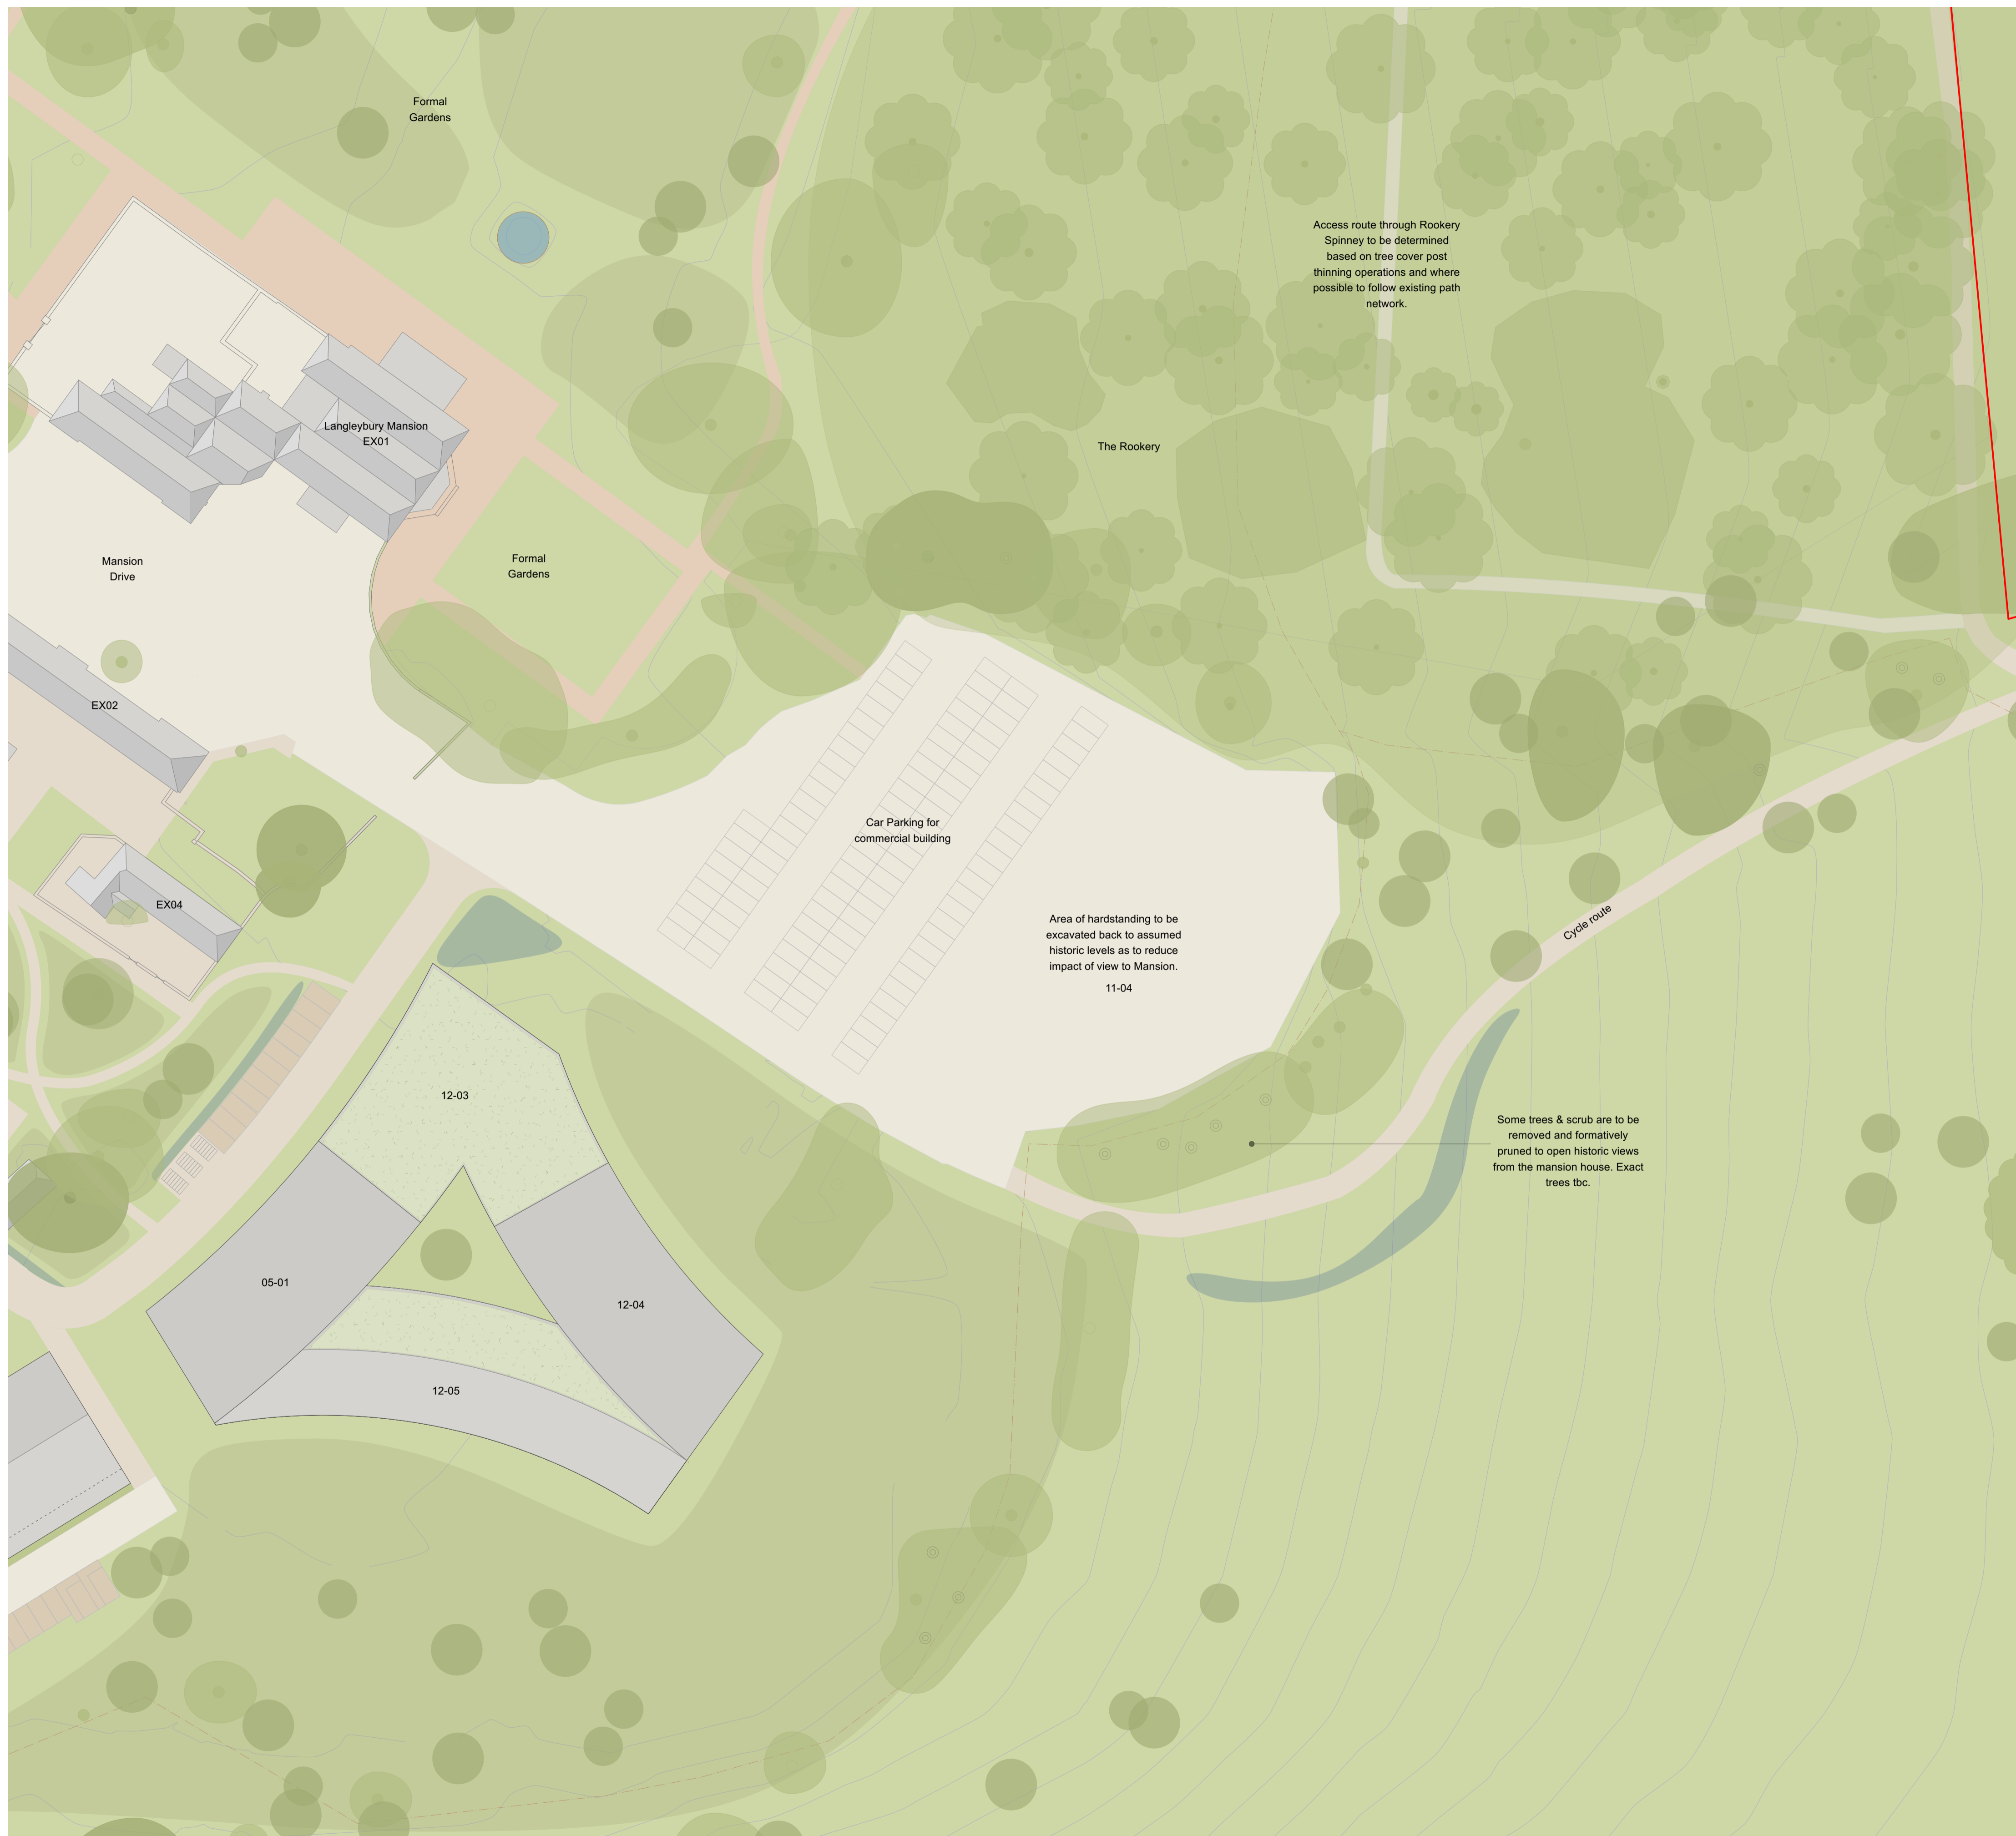 Formal
Gardens
Access route through Rookery
Spinney to be determined
based on tree cover post
thinning operations and where
possible to follow existing path
network.
Langleybury Mansion
EX01
The Rookery
Mansion
Drive
Formal
Gardens
EX02
Car Parking for
commercial building
EX04
Area of hardstanding to be
excavated back to assumed
historic levels as to reduce
impact of view to Mansion.
11-04
Cycle route
12-03
Some trees & scrub are to be
removed and formatively
pruned to open historic views
from the mansion house. Exact
trees tbc.
05-01
12-04
12-05